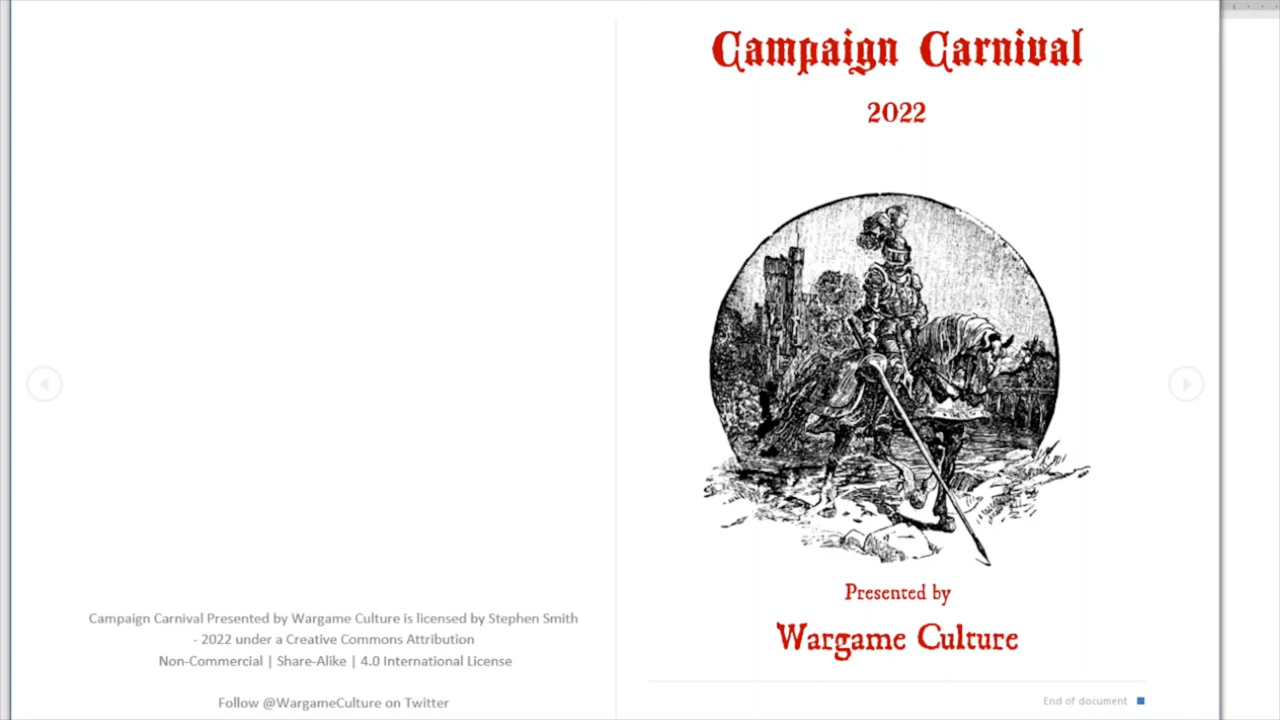 Campaign Carnival
2022
Presented by
Wargame Culture
End of document
Campaign Carnival Presented by Wargame Culture is licensed by Stephen Smith
- 2022 under a Creative Commons Attribution
Non-Commercial | Share-Alike | 4.0 International License
Follow @WargameCulture on Twitter